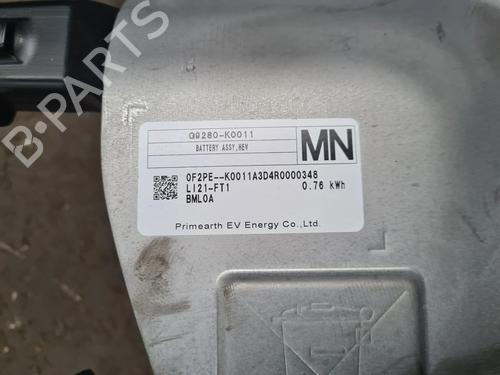 G9280-K0011
BATTERY ASSY,HEV
MN
0F2PE--K0011A3D4R0000348
LI21-FT1 0.76 kWh
BML0A
Primearth EV Energy Co.,Ltd.
B